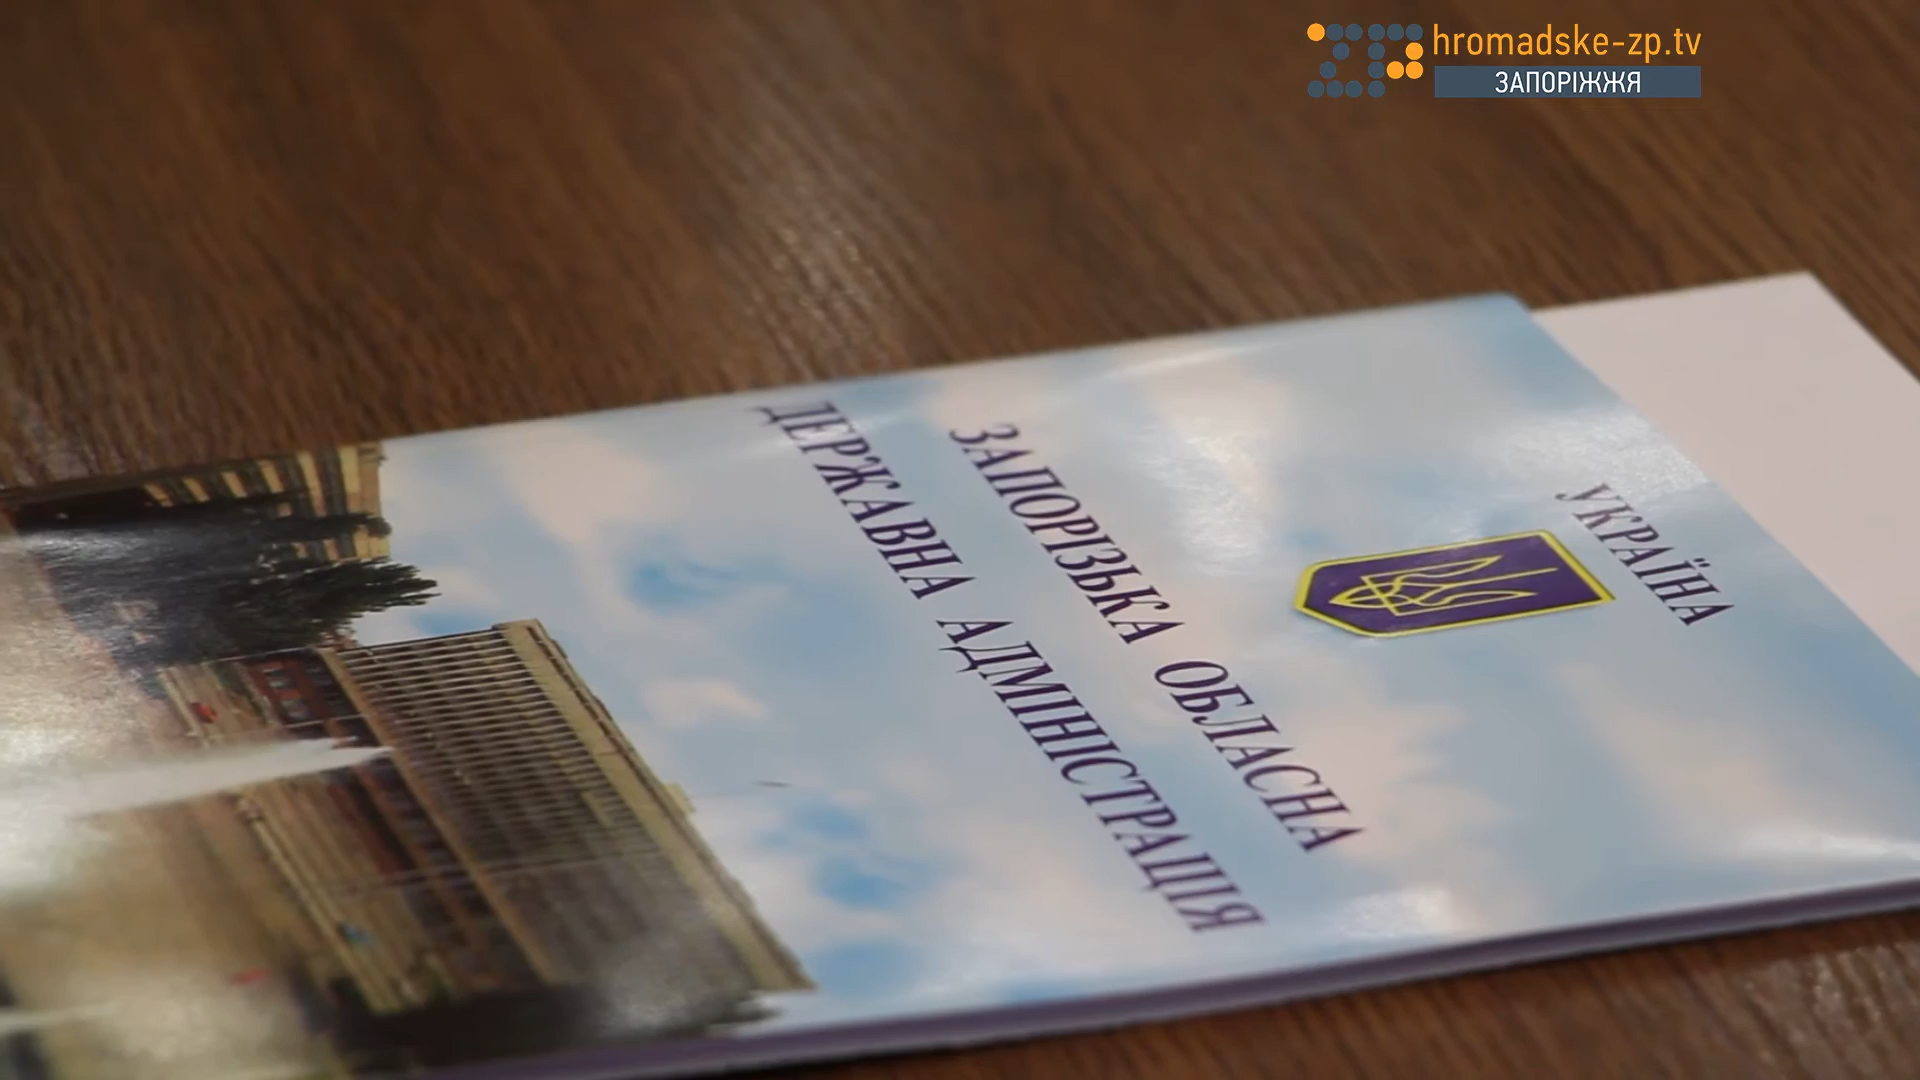 hromadske-zp.tv
ЗАПОРІЖЖЯ
УКРАЇНА
ЗАПОРІЗЬКА ОБЛАСНА
ДЕРЖАВНА АДМІНІСТРАЦІЯ